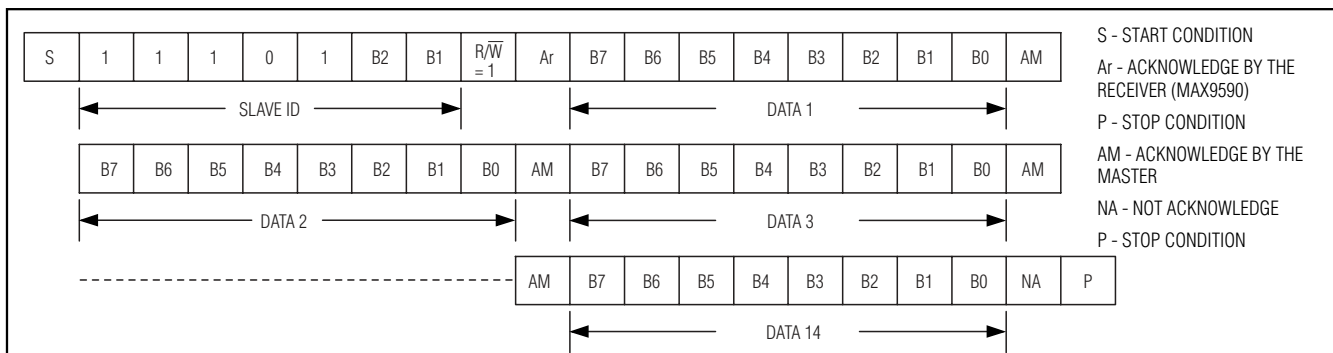 S 1 1 1 0 1 B2 B1 R/W̅ = 1 Ar B7 B6 B5 B4 B3 B2 B1 B0 AM
SLAVE ID DATA 1
B7 B6 B5 B4 B3 B2 B1 B0 AM B7 B6 B5 B4 B3 B2 B1 B0 AM
DATA 2 DATA 3
AM B7 B6 B5 B4 B3 B2 B1 B0 NA P
DATA 14
S - START CONDITION
Ar - ACKNOWLEDGE BY THE
RECEIVER (MAX9590)
P - STOP CONDITION
AM - ACKNOWLEDGE BY THE
MASTER
NA - NOT ACKNOWLEDGE
P - STOP CONDITION